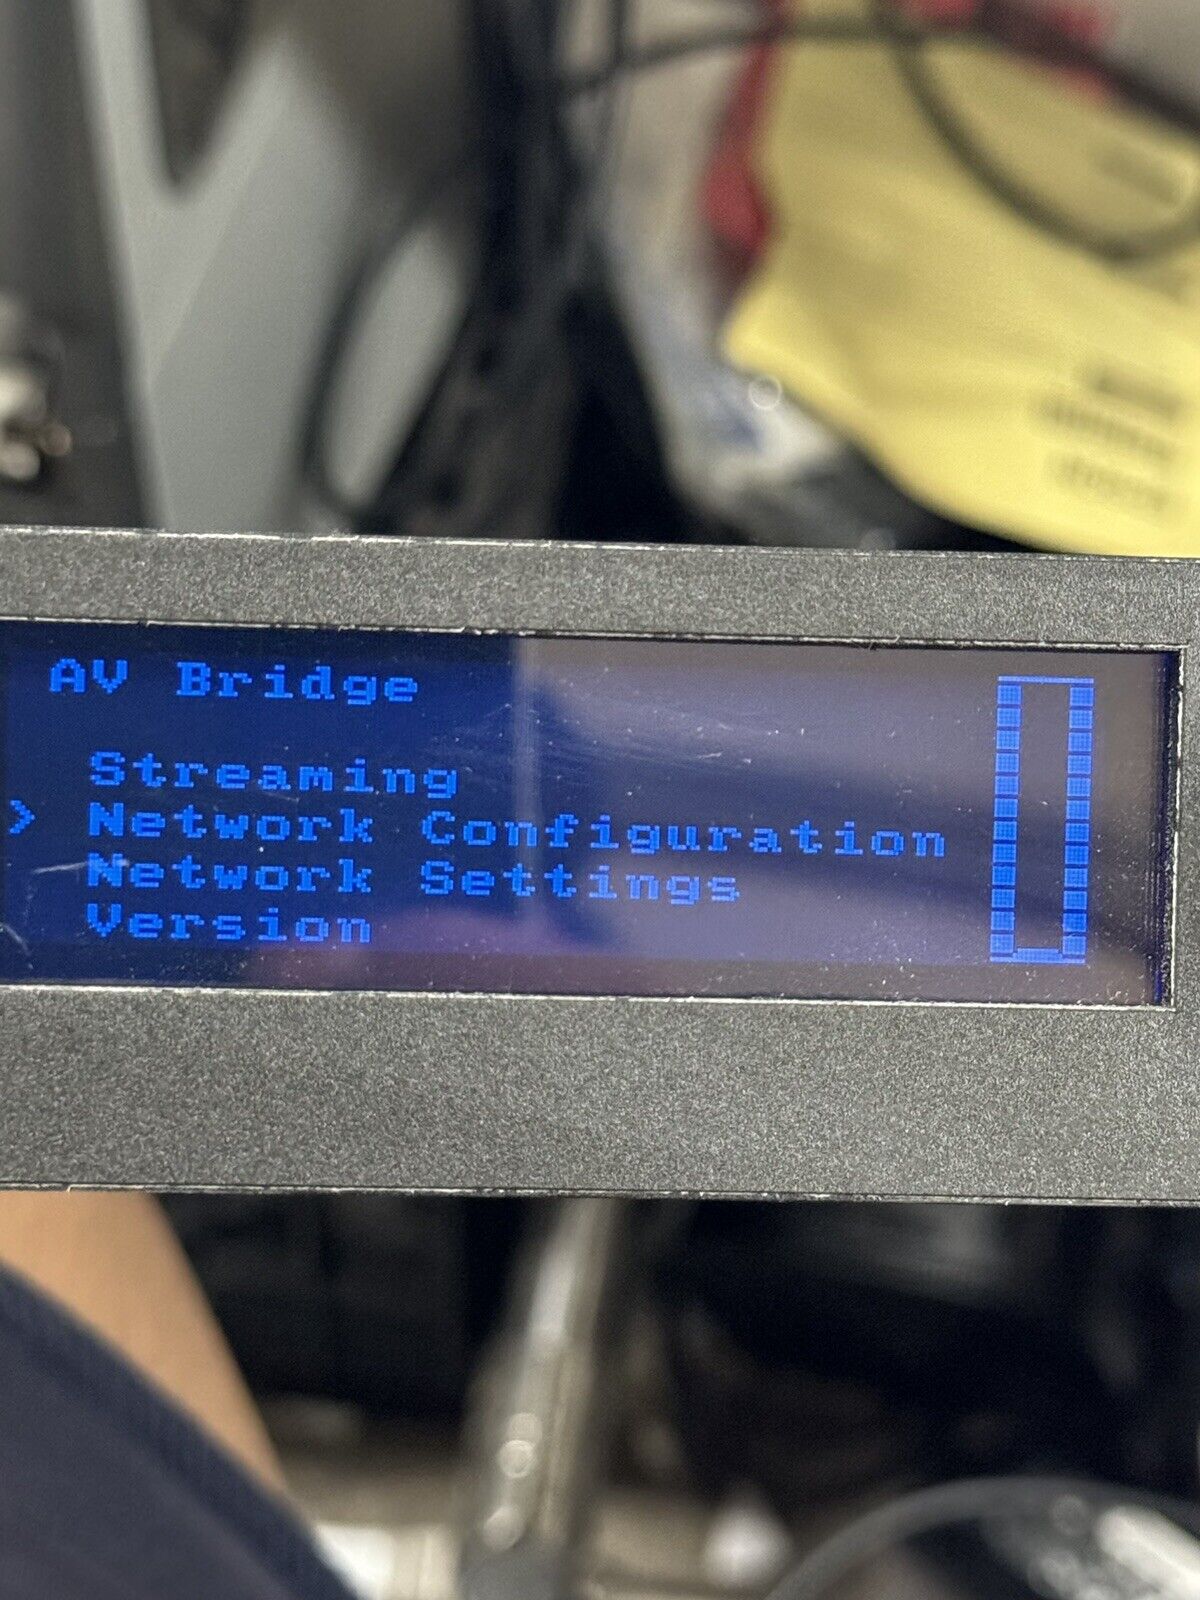 AV Bridge
Streaming
> Network Configuration
Network Settings
Version